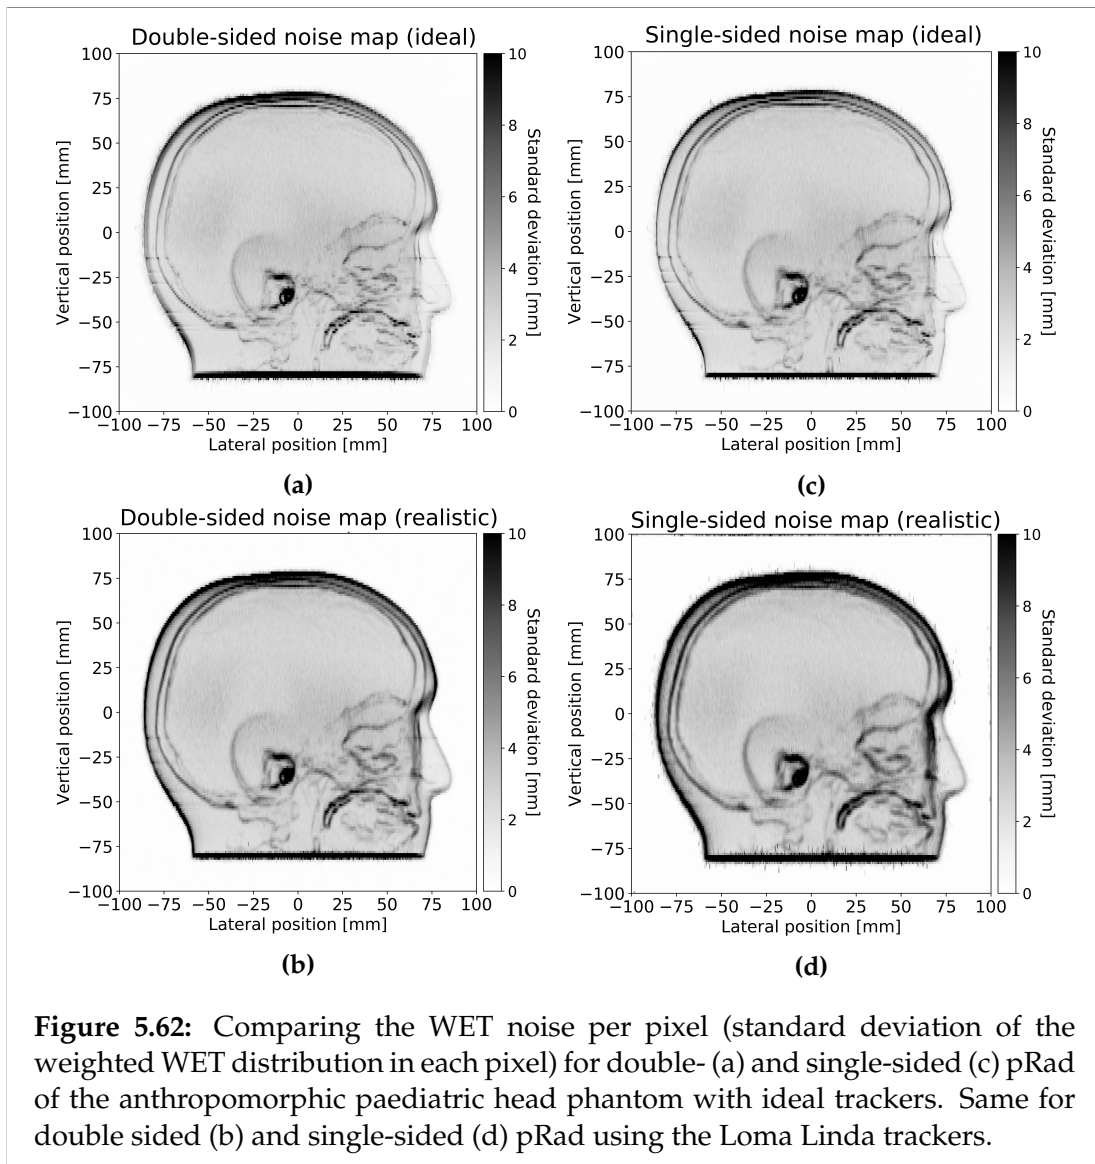 Double-sided noise map (ideal)
100
75
50
25
0
−25
−50
−75
−100
Vertical position [mm]
−100 −75 −50 −25 0 25 50 75 100
Lateral position [mm]
10
8
6
4
2
0
Standard deviation [mm]
(a)
Single-sided noise map (ideal)
100
75
50
25
0
−25
−50
−75
−100
Vertical position [mm]
−100 −75 −50 −25 0 25 50 75 100
Lateral position [mm]
10
8
6
4
2
0
Standard deviation [mm]
(c)
Double-sided noise map (realistic)
100
75
50
25
0
−25
−50
−75
−100
Vertical position [mm]
−100 −75 −50 −25 0 25 50 75 100
Lateral position [mm]
10
8
6
4
2
0
Standard deviation [mm]
(b)
Single-sided noise map (realistic)
100
75
50
25
0
−25
−50
−75
−100
Vertical position [mm]
−100 −75 −50 −25 0 25 50 75 100
Lateral position [mm]
10
8
6
4
2
0
Standard deviation [mm]
(d)
Figure 5.62: Comparing the WET noise per pixel (standard deviation of the
weighted WET distribution in each pixel) for double- (a) and single-sided (c) pRad
of the anthropomorphic paediatric head phantom with ideal trackers. Same for
double sided (b) and single-sided (d) pRad using the Loma Linda trackers.